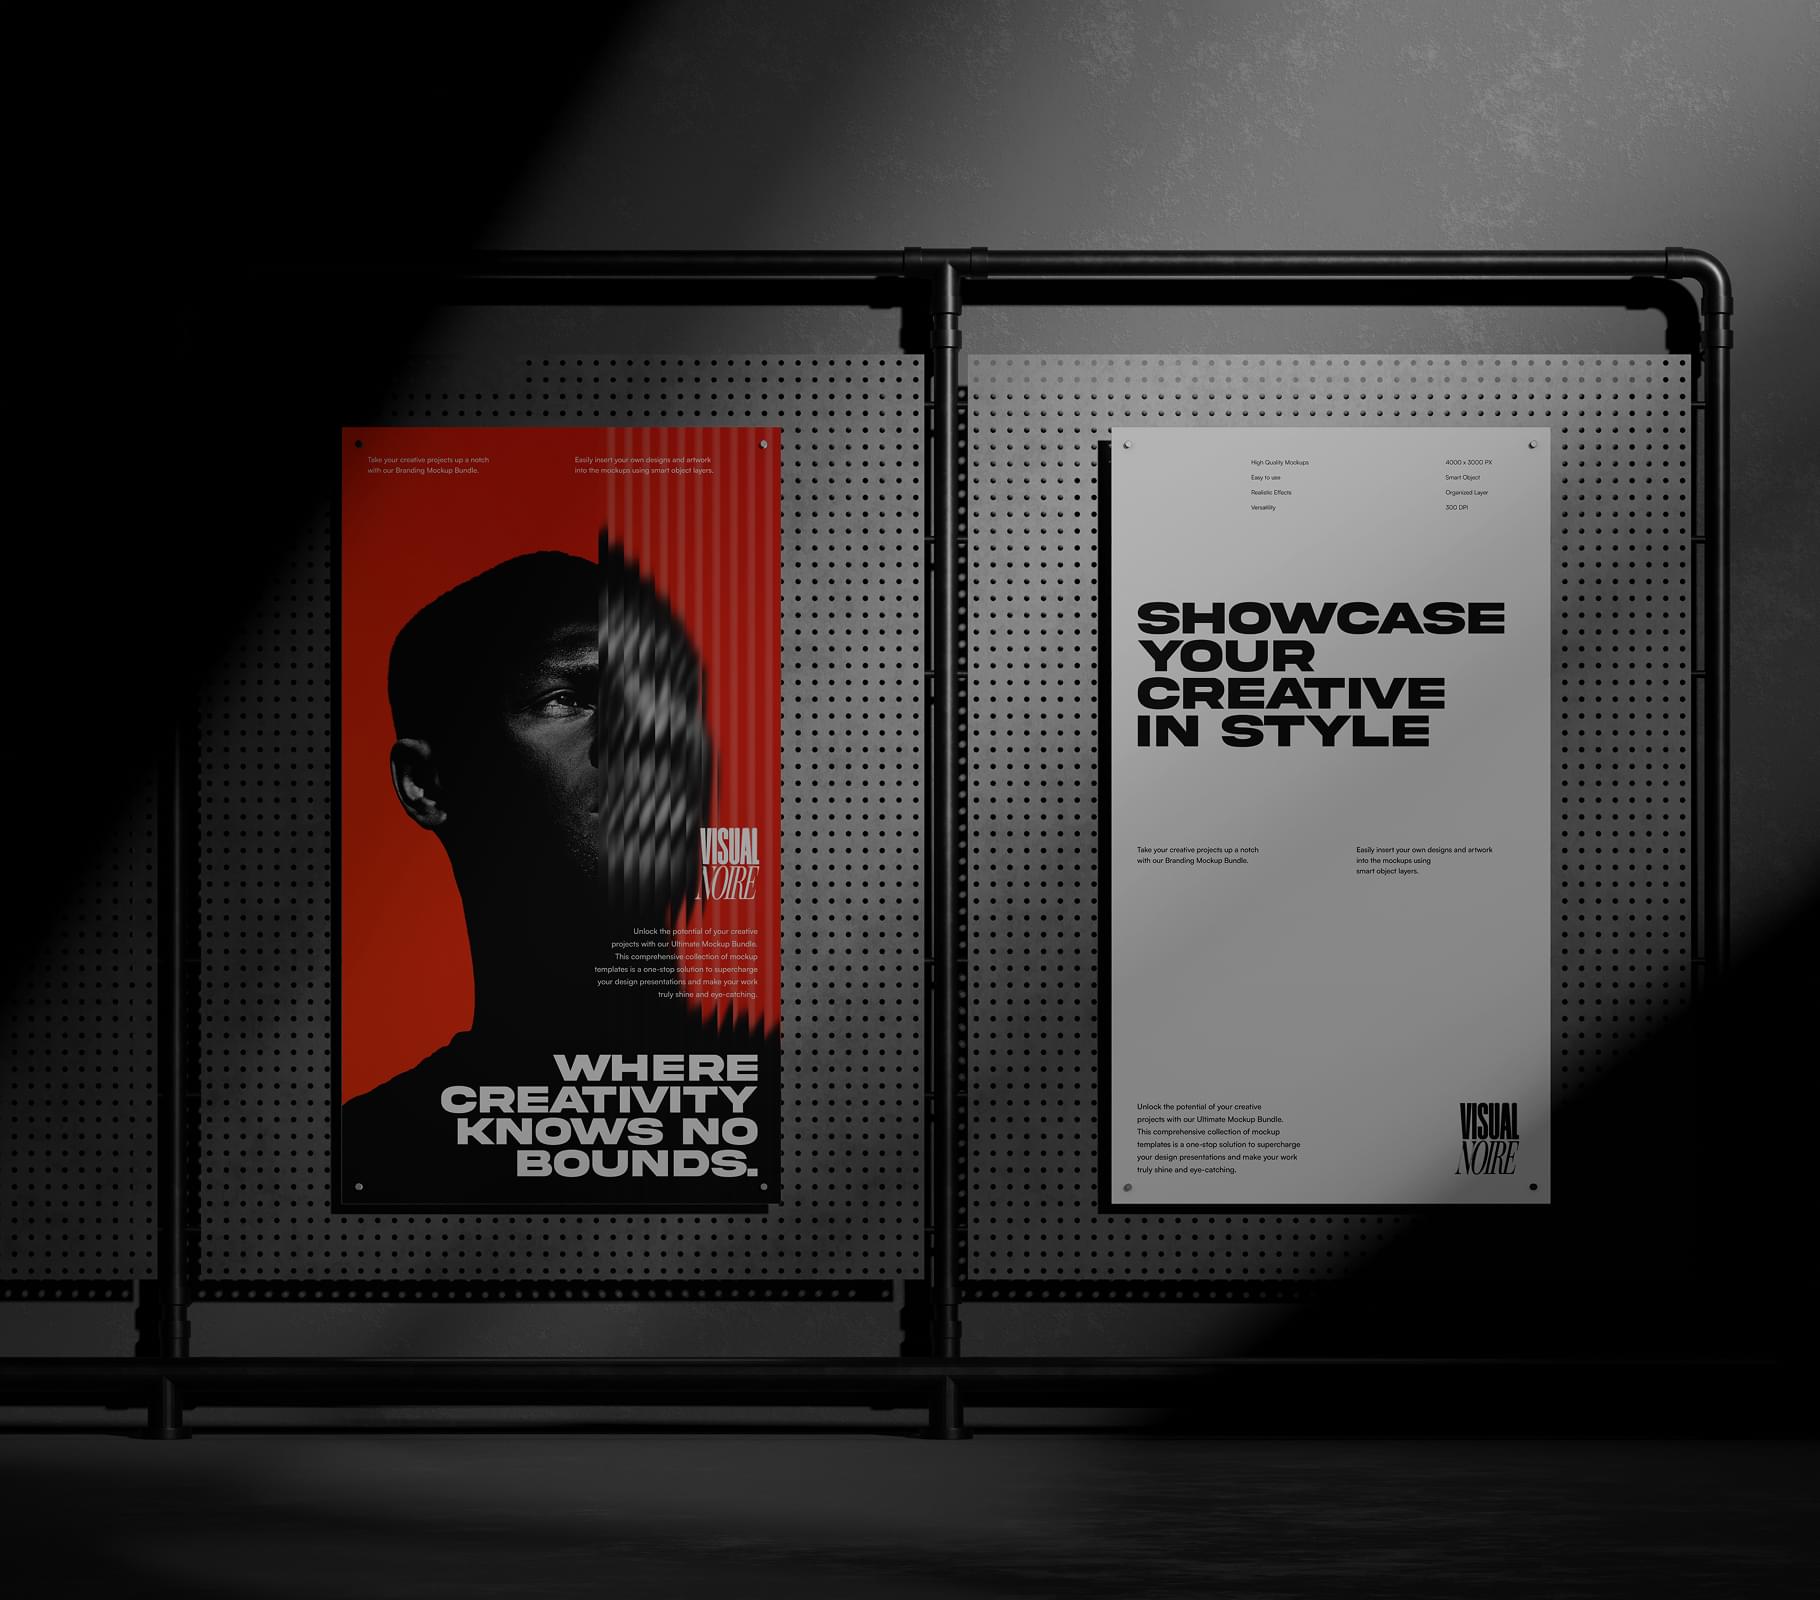 Take your creative projects up a notch
with our Branding Mockup Bundle.
Easily insert your own designs and artwork
into the mockups using smart object layers.
VISUAL
NOIRE
Unlock the potential of your creative
projects with our Ultimate Mockup Bundle.
This comprehensive collection of mockup
templates is a one-stop solution to supercharge
your design presentations and make your work
truly shine and eye-catching.
WHERE
CREATIVITY
KNOWS NO
BOUNDS.
High Quality Mockups
Easy to use
Realistic Effects
Versatility
4000 x 3000 PX
Smart Object
Organized Layer
300 DPI
SHOWCASE
YOUR
CREATIVE
IN STYLE
Take your creative projects up a notch
with our Branding Mockup Bundle.
Easily insert your own designs and artwork
into the mockups using
smart object layers.
Unlock the potential of your creative
projects with our Ultimate Mockup Bundle.
This comprehensive collection of mockup
templates is a one-stop solution to supercharge
your design presentations and make your work
truly shine and eye-catching.
VISUAL
NOIRE